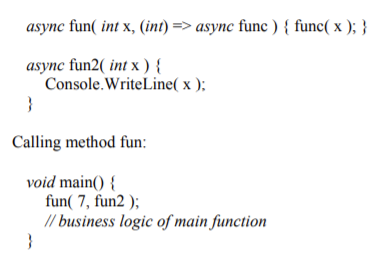 async fun( int x, (int) => async func ) { func( x ); }
async fun2( int x ) {
Console.WriteLine( x );
}
Calling method fun:
void main() {
fun( 7, fun2 );
// business logic of main function
}